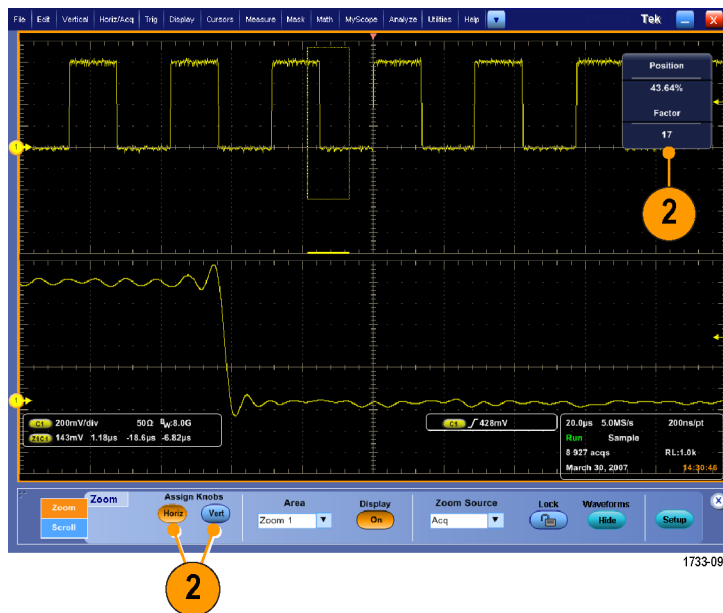 File Edit Vertical Horiz/Acq Trig Display Cursors Measure Mask Math MyScope Analyze Utilities Help Tek X
Position
43.64%
Factor
17
1
2
1
C1 200mV/div 50Ω BW:8.0G
Z1C1 143mV 1.18µs -18.6µs -6.82µs
C1 428mV
20.0µs 5.0MS/s 200ns/pt
Run Sample
8 927 acqs RL:1.0k
March 30, 2007 14:30:46
Zoom
Scroll
Zoom
Assign Knobs
Horiz Vert
Area
Zoom 1
Display
On
Zoom Source
Acq
Lock
Waveforms
Hide
Setup
X
2
1733-09